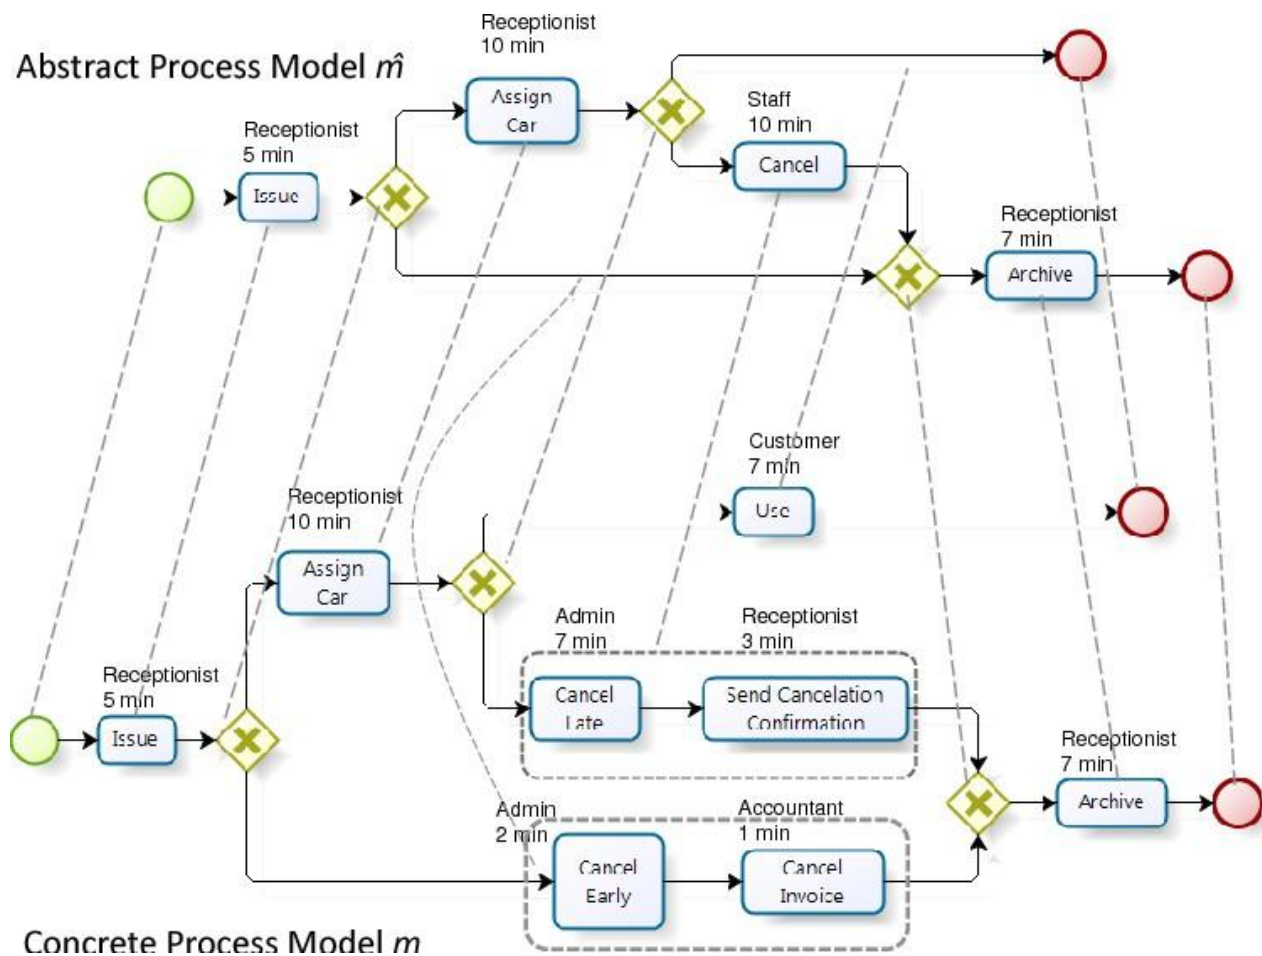 Receptionist
10 min
Abstract Process Model m̂
Assign
Car
Staff
10 min
Receptionist
5 min
Cancel
Issue
Receptionist
7 min
Archive
Customer
7 min
Use
Receptionist
10 min
Assign
Car
Admin
7 min
Receptionist
3 min
Receptionist
5 min
Cancel
Late
Send Cancelation
Confirmation
Issue
Receptionist
7 min
Archive
Admin
2 min
Accountant
1 min
Cancel
Early
Cancel
Invoice
Concrete Process Model m